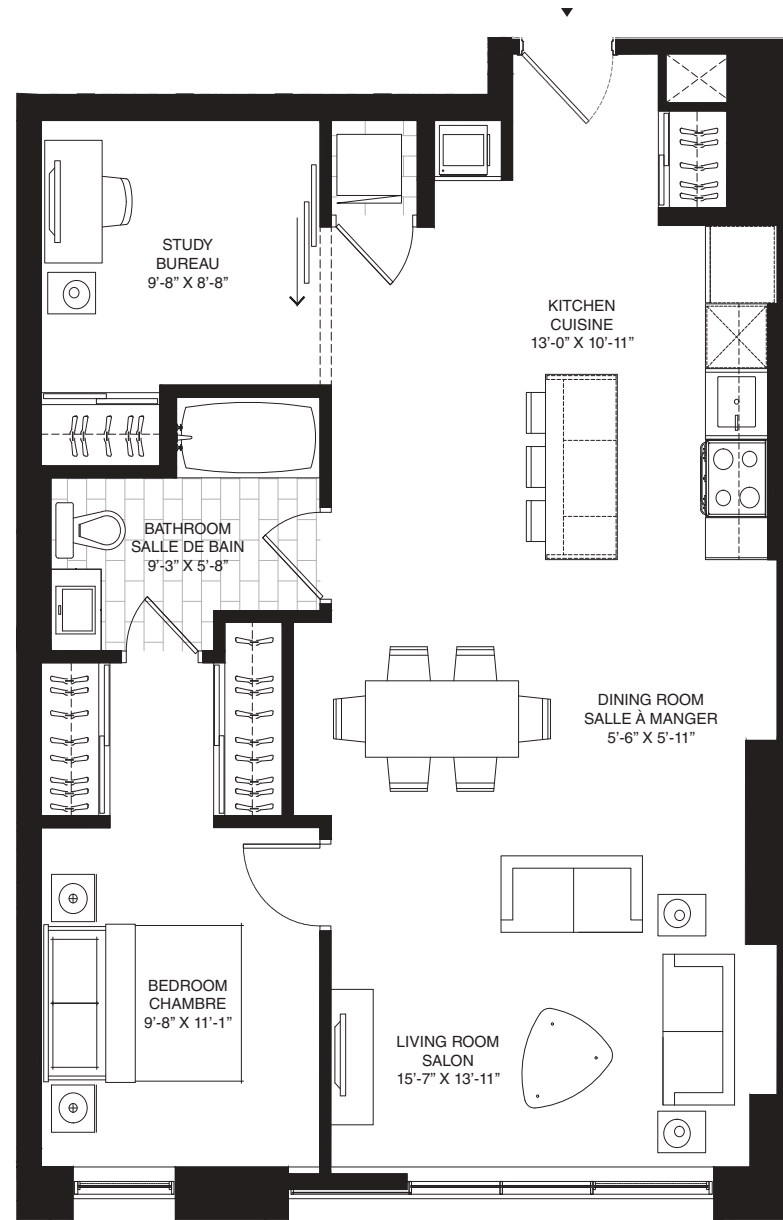 STUDY
BUREAU
9’-8” X 8’-8”
KITCHEN
CUISINE
13’-0” X 10’-11”
BATHROOM
SALLE DE BAIN
9’-3” X 5’-8”
DINING ROOM
SALLE À MANGER
5’-6” X 5’-11”
BEDROOM
CHAMBRE
9’-8” X 11’-1”
LIVING ROOM
SALON
15’-7” X 13’-11”